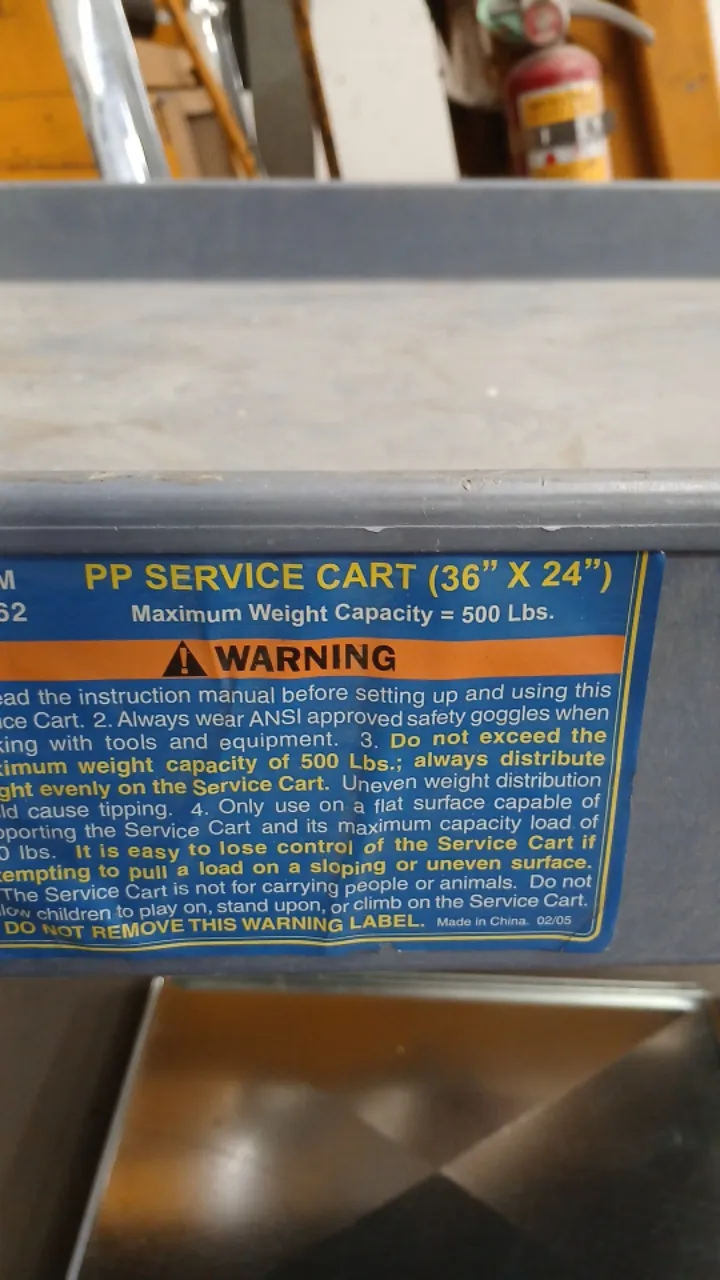 M PP SERVICE CART (36” X 24”)
62 Maximum Weight Capacity = 500 Lbs.
WARNING
ead the instruction manual before setting up and using this
ice Cart. 2. Always wear ANSI approved safety goggles when
king with tools and equipment. 3. Do not exceed the
ximum weight capacity of 500 Lbs.; always distribute
ght evenly on the Service Cart. Uneven weight distribution
ld cause tipping. 4. Only use on a flat surface capable of
pporting the Service Cart and its maximum capacity load of
0 lbs. It is easy to lose control of the Service Cart if
tempting to pull a load on a sloping or uneven surface.
The Service Cart is not for carrying people or animals. Do not
low children to play on, stand upon, or climb on the Service Cart.
DO NOT REMOVE THIS WARNING LABEL. Made in China. 02/05